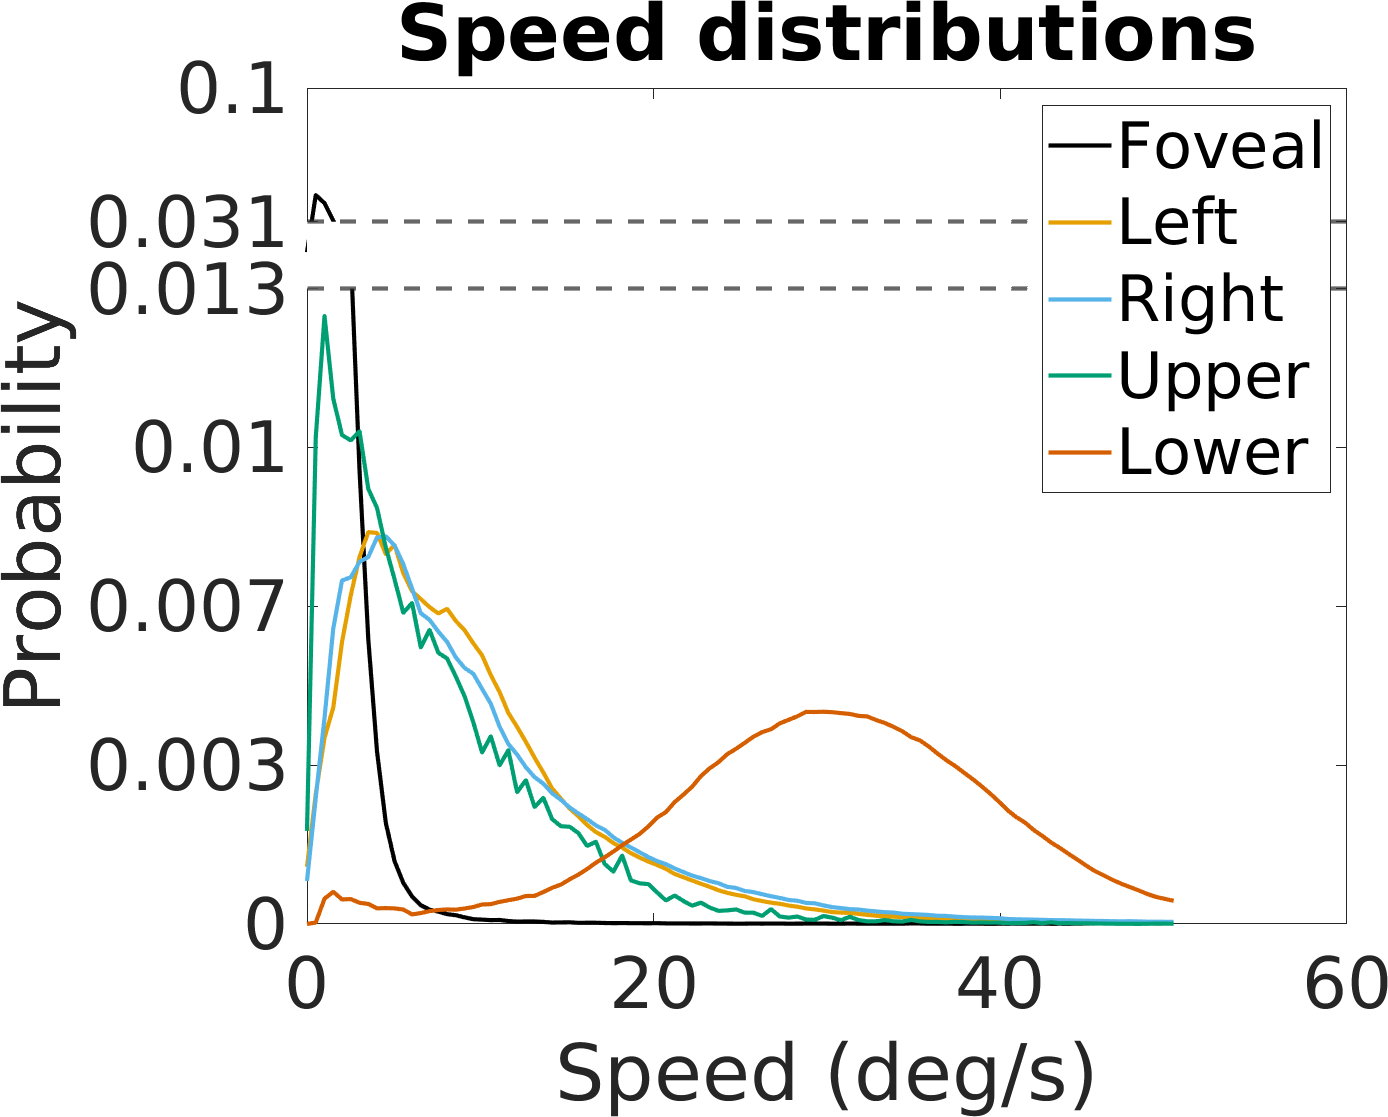 Speed distributions
0.1
0.031
0.013
0.01
0.007
0.003
0
Probability
0 20 40 60
Speed (deg/s)
Foveal
Left
Right
Upper
Lower